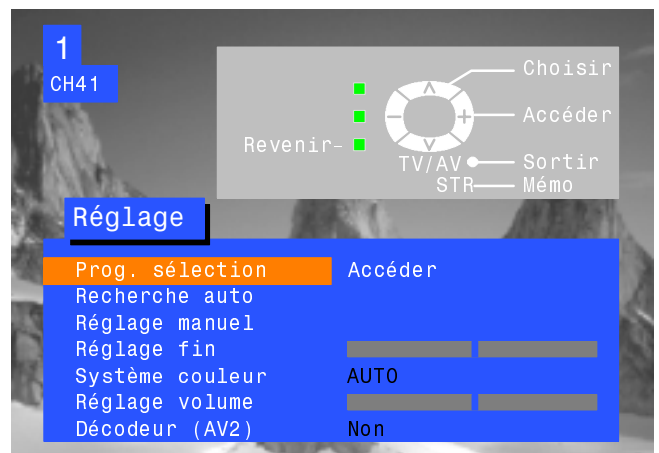 1
CH41
Choisir
Accéder
Revenir-
TV/AV
Sortir
STR
Mémo
Réglage
Prog. sélection Accéder
Recherche auto
Réglage manuel
Réglage fin
Système couleur AUTO
Réglage volume
Décodeur (AV2) Non